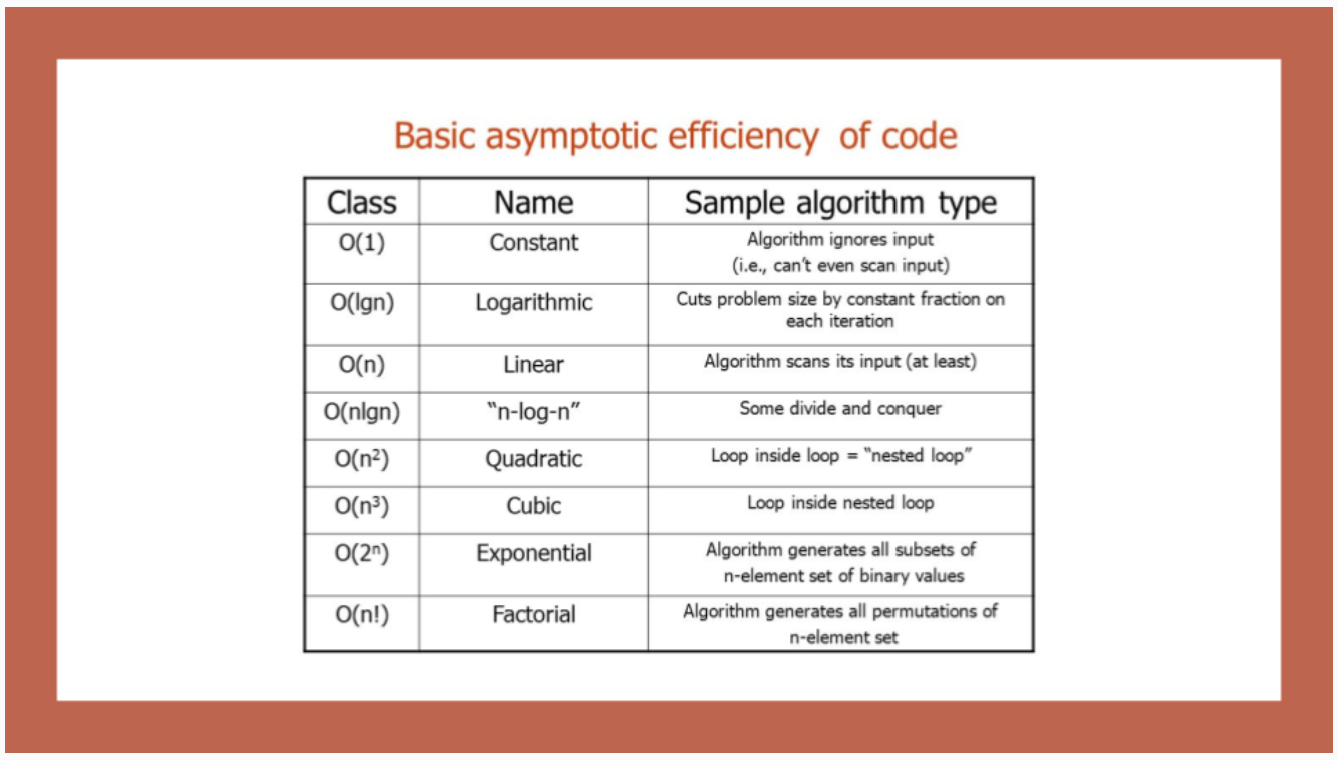 Basic asymptotic efficiency of code
Class Name Sample algorithm type
O(1) Constant Algorithm ignores input
(i.e., can’t even scan input)
O(lgn) Logarithmic Cuts problem size by constant fraction on
each iteration
O(n) Linear Algorithm scans its input (at least)
O(nlgn) “n-log-n” Some divide and conquer
O(n²) Quadratic Loop inside loop = “nested loop”
O(n³) Cubic Loop inside nested loop
O(2ⁿ) Exponential Algorithm generates all subsets of
n-element set of binary values
O(n!) Factorial Algorithm generates all permutations of
n-element set